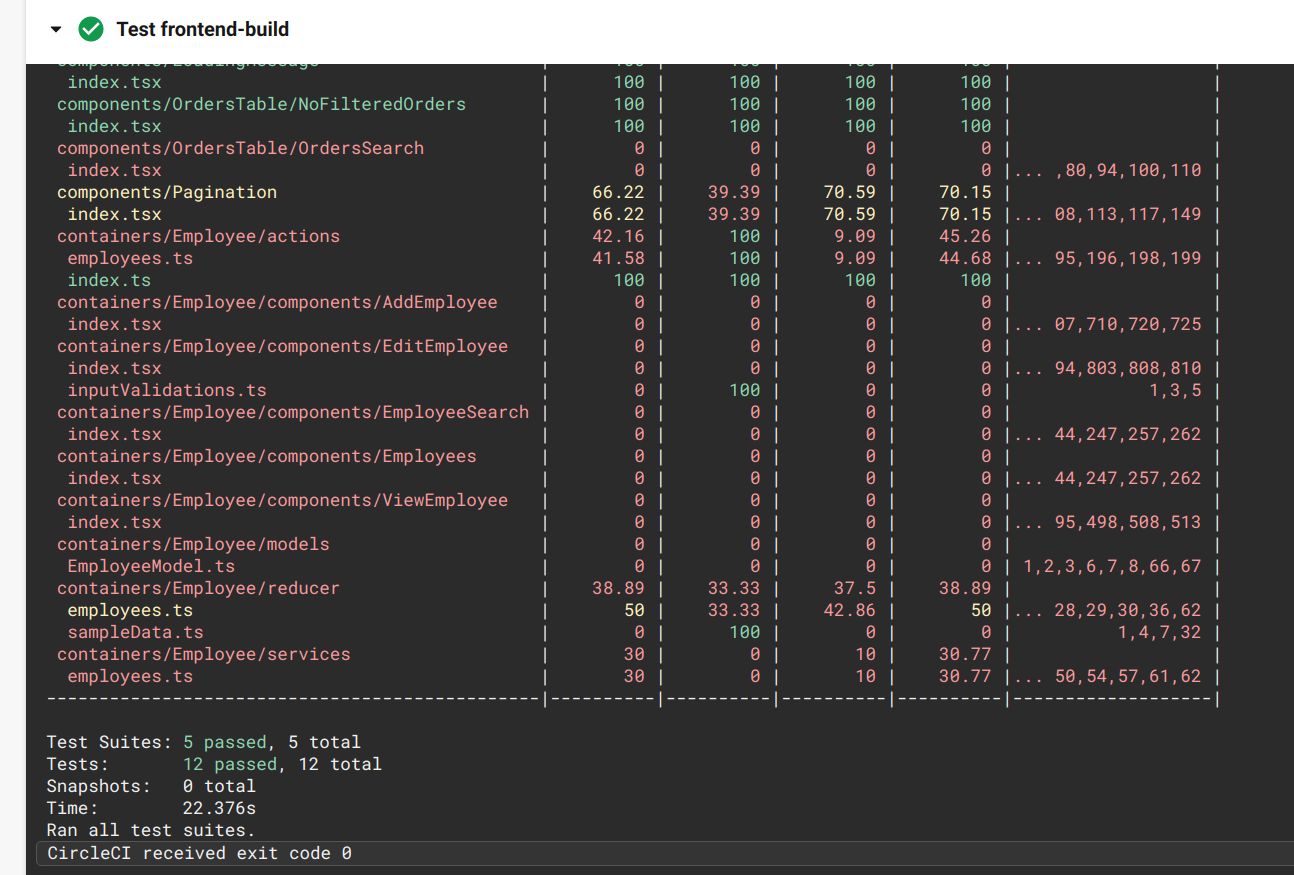 Test frontend-build
index.tsx | 100 | 100 | 100 | 100 | |
components/OrdersTable/NoFilteredOrders | 100 | 100 | 100 | 100 | |
index.tsx | 100 | 100 | 100 | 100 | |
components/OrdersTable/OrdersSearch | 0 | 0 | 0 | 0 | |
index.tsx | 0 | 0 | 0 | 0 |... ,80,94,100,110 |
components/Pagination | 66.22 | 39.39 | 70.59 | 70.15 | |
index.tsx | 66.22 | 39.39 | 70.59 | 70.15 |... 08,113,117,149 |
containers/Employee/actions | 42.16 | 100 | 9.09 | 45.26 | |
employees.ts | 41.58 | 100 | 9.09 | 44.68 |... 95,196,198,199 |
index.ts | 100 | 100 | 100 | 100 | |
containers/Employee/components/AddEmployee | 0 | 0 | 0 | 0 | |
index.tsx | 0 | 0 | 0 | 0 |... 07,710,720,725 |
containers/Employee/components/EditEmployee | 0 | 0 | 0 | 0 | |
index.tsx | 0 | 0 | 0 | 0 |... 94,803,808,810 |
inputValidations.ts | 0 | 100 | 0 | 0 | 1,3,5 |
containers/Employee/components/EmployeeSearch | 0 | 0 | 0 | 0 | |
index.tsx | 0 | 0 | 0 | 0 |... 44,247,257,262 |
containers/Employee/components/Employees | 0 | 0 | 0 | 0 | |
index.tsx | 0 | 0 | 0 | 0 |... 44,247,257,262 |
containers/Employee/components/ViewEmployee | 0 | 0 | 0 | 0 | |
index.tsx | 0 | 0 | 0 | 0 |... 95,498,508,513 |
containers/Employee/models | 0 | 0 | 0 | 0 | |
EmployeeModel.ts | 0 | 0 | 0 | 0 | 1,2,3,6,7,8,66,67 |
containers/Employee/reducer | 38.89 | 33.33 | 37.5 | 38.89 | |
employees.ts | 50 | 33.33 | 42.86 | 50 |... 28,29,30,36,62 |
sampleData.ts | 0 | 100 | 0 | 0 | 1,4,7,32 |
containers/Employee/services | 30 | 0 | 10 | 30.77 | |
employees.ts | 30 | 0 | 10 | 30.77 |... 50,54,57,61,62 |
-----------------------------------------------|----------|----------|----------|----------|-------------------|
Test Suites: 5 passed, 5 total
Tests: 12 passed, 12 total
Snapshots: 0 total
Time: 22.376s
Ran all test suites.
CircleCI received exit code 0